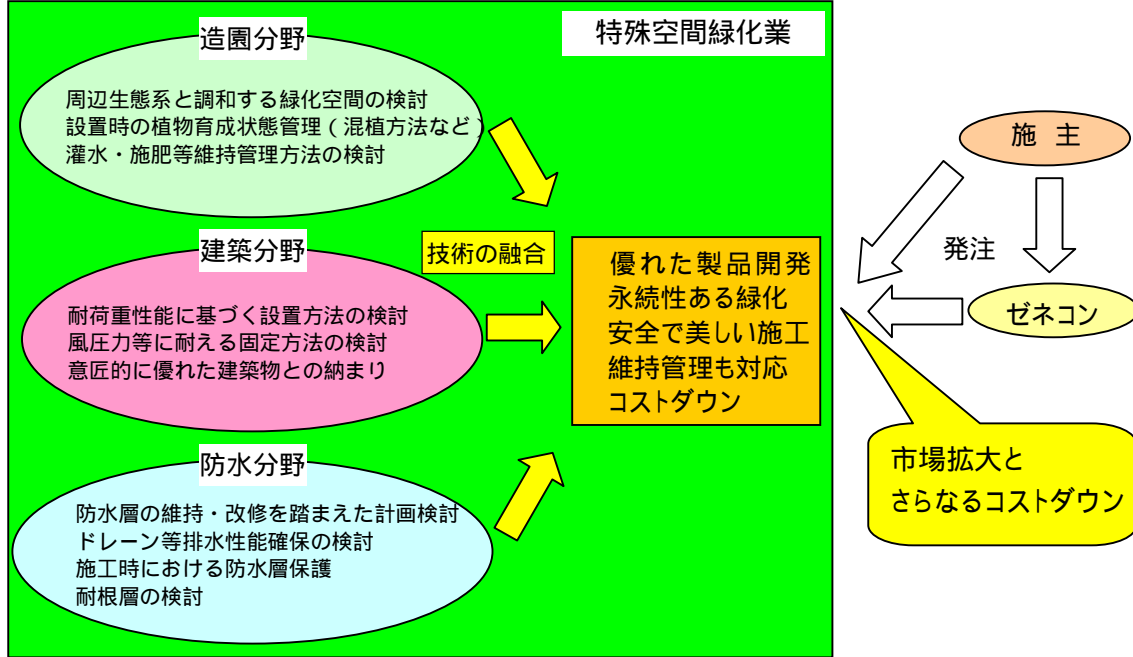 特殊空間緑化業
造園分野
周辺生態系と調和する緑化空間の検討
設置時の植物育成状態管理(混植方法など)
灌水・施肥等維持管理方法の検討
建築分野
耐荷重性能に基づく設置方法の検討
風圧力等に耐える固定方法の検討
意匠的に優れた建築物との納まり
防水分野
防水層の維持・改修を踏まえた計画検討
ドレーン等排水性能確保の検討
施工時における防水層保護
耐根層の検討
技術の融合
優れた製品開発
永続性ある緑化
安全で美しい施工
維持管理も対応
コストダウン
施 主
発注
ゼネコン
市場拡大と
さらなるコストダウン